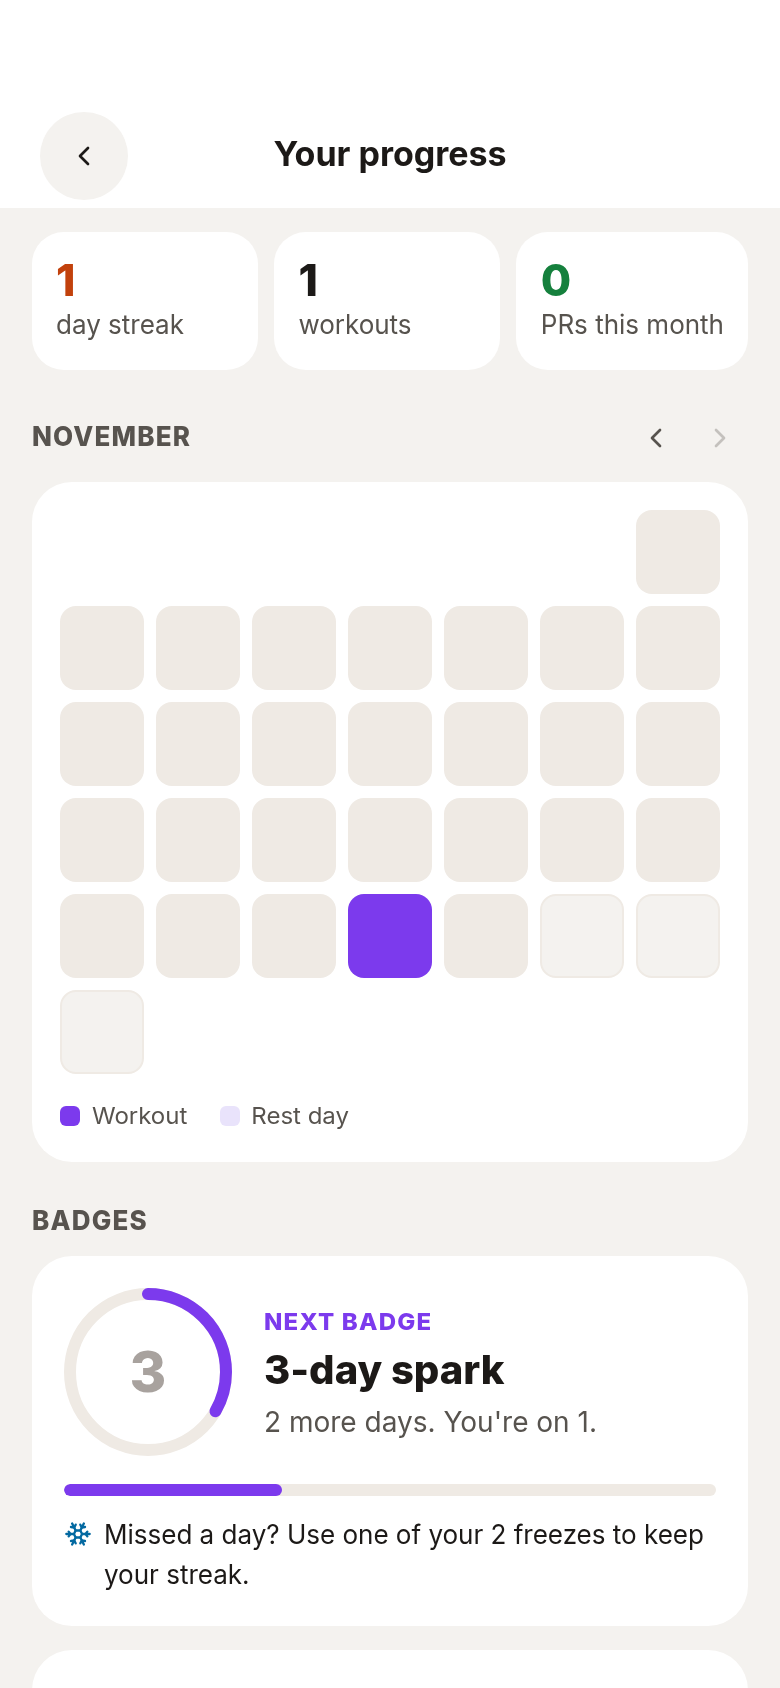 Your progress
1
day streak
1
workouts
0
PRs this month
NOVEMBER
Workout
Rest day
BADGES
3
NEXT BADGE
3-day spark
2 more days. You're on 1.
Missed a day? Use one of your 2 freezes to keep
your streak.